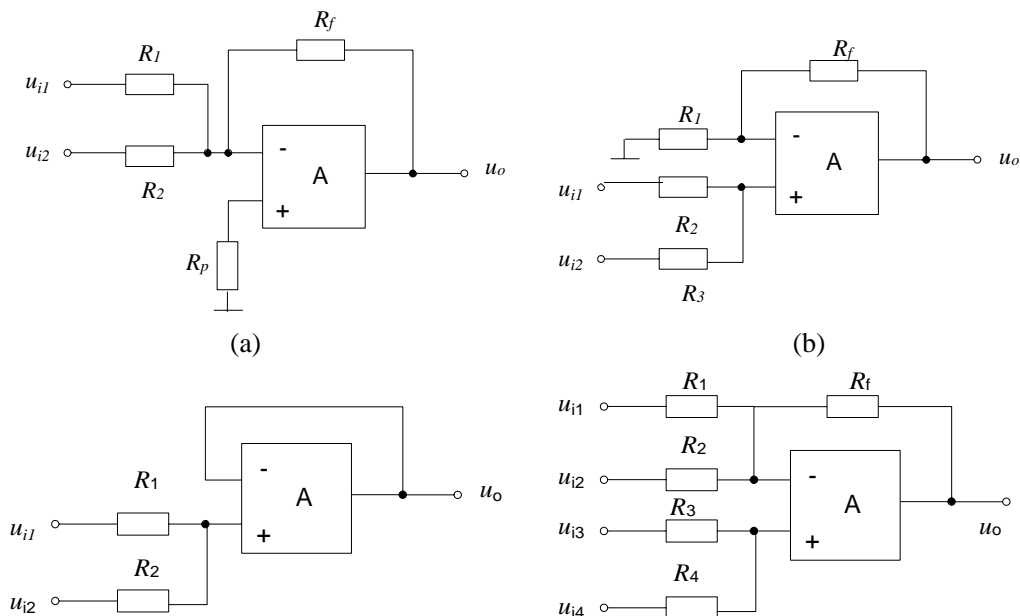 R1
Rf
ui1
ui2
R2
-
A
+
uo
Rp
(a)
Rf
R1
-
A
+
uo
ui1
R2
ui2
R3
(b)
-
A
+
uo
R1
ui1
R2
ui2
R1
Rf
ui1
R2
ui2
-
A
+
uo
R3
ui3
R4
ui4